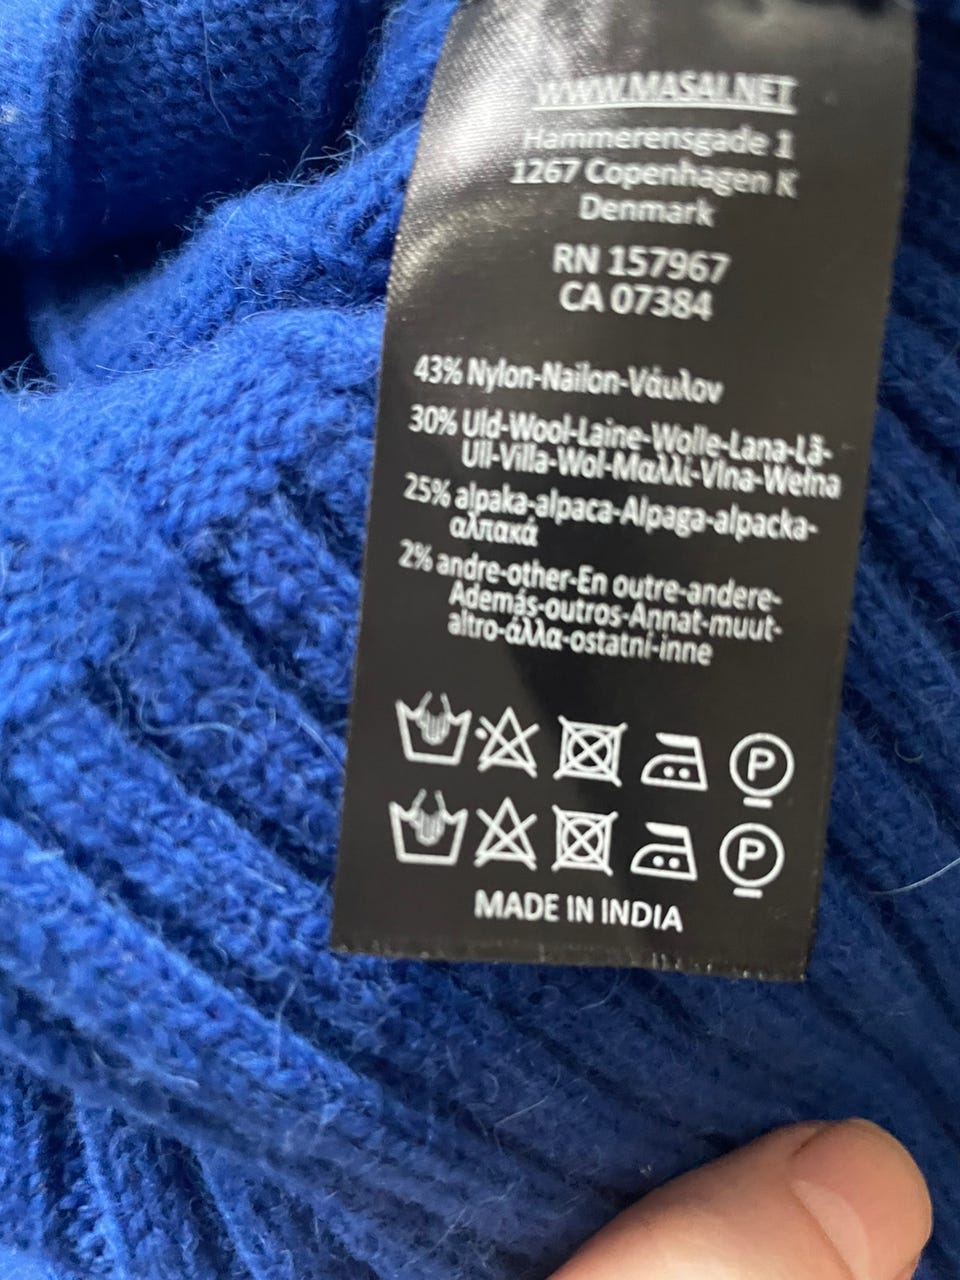 WWW.MASAI.NET
Hammerensgade 1
1267 Copenhagen K
Denmark
RN 157967
CA 07384
43% Nylon-Naïlon-Νάυλον
30% Uld-Wool-Laine-Wolle-Lana-Lã-
Ull-Villa-Wol-Μαλλί-Vlna-Wełna
25% alpaka-alpaca-Alpaga-alpacka-
αλπακά
2% andre-other-En outre-andere-
Además-outros-Annat-muut-
altro-άλλα-ostatní-inne
P
P
MADE IN INDIA